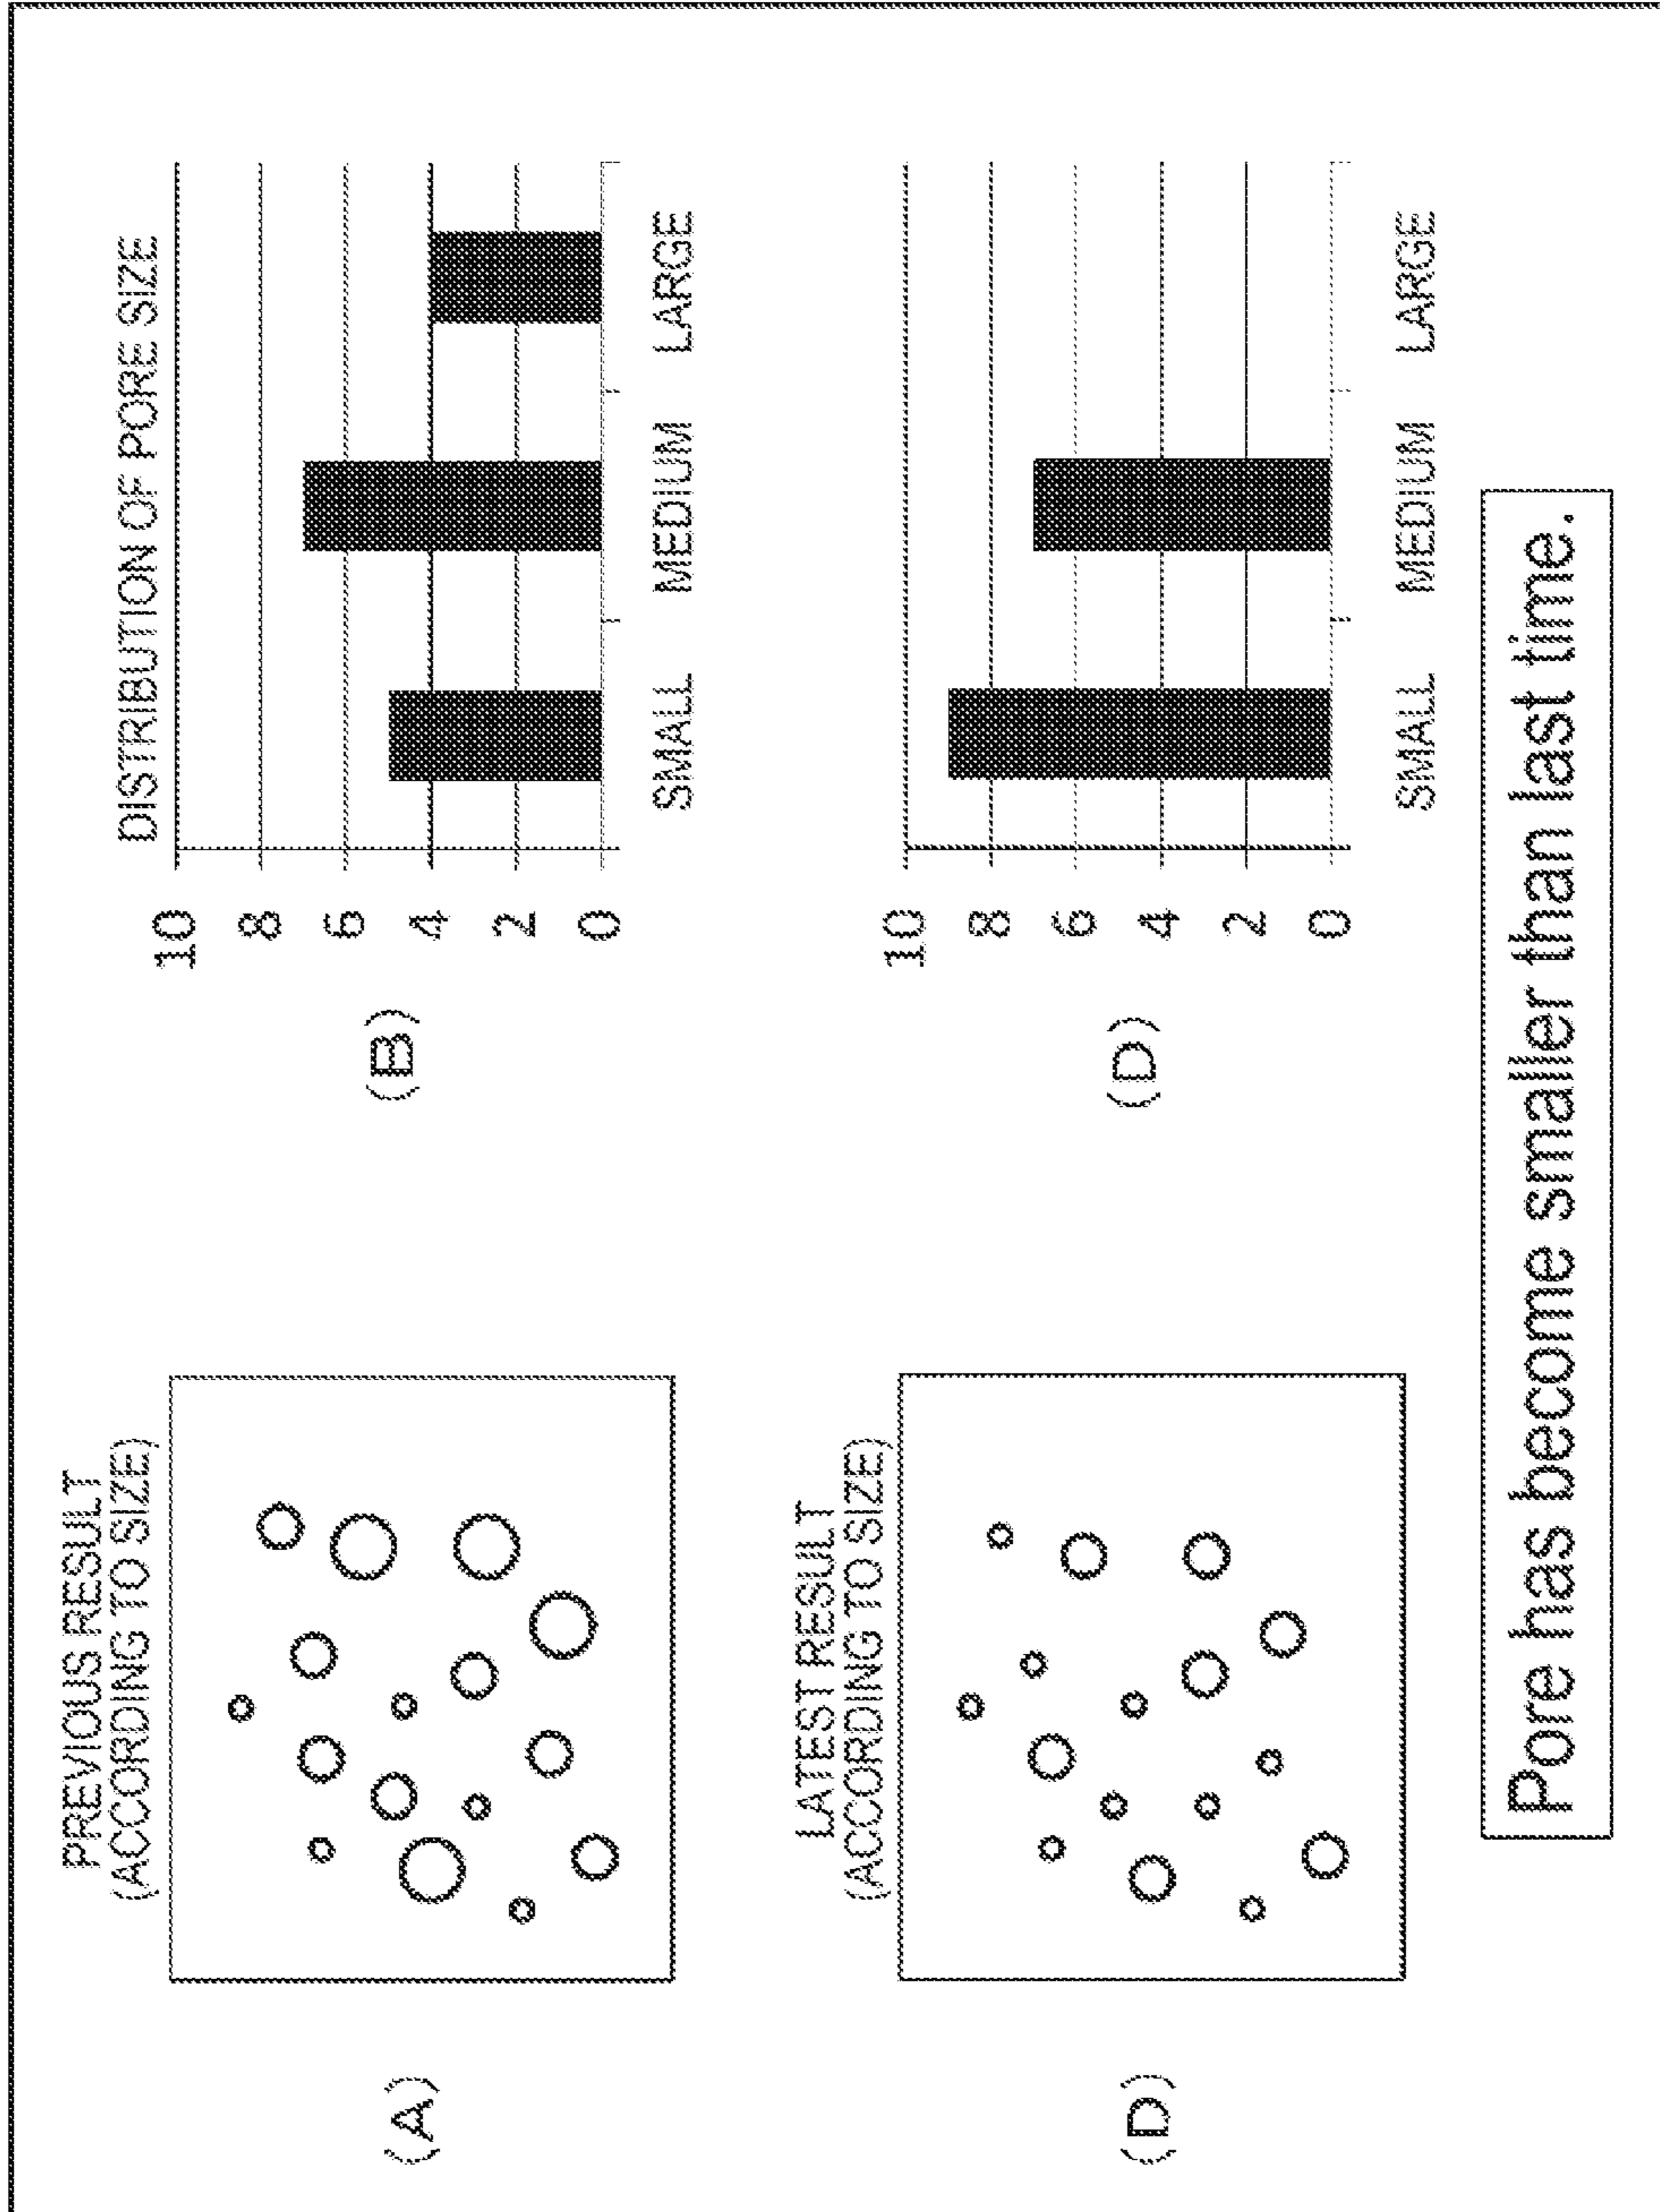 PREVIOUS RESULT
(ACCORDING TO SIZE)
(A)
DISTRIBUTION OF PORE SIZE
(B)
10
8
6
4
2
0
SMALL MEDIUM LARGE
LATEST RESULT
(ACCORDING TO SIZE)
(D)
(D)
10
8
6
4
2
0
SMALL MEDIUM LARGE
Pore has become smaller than last time.